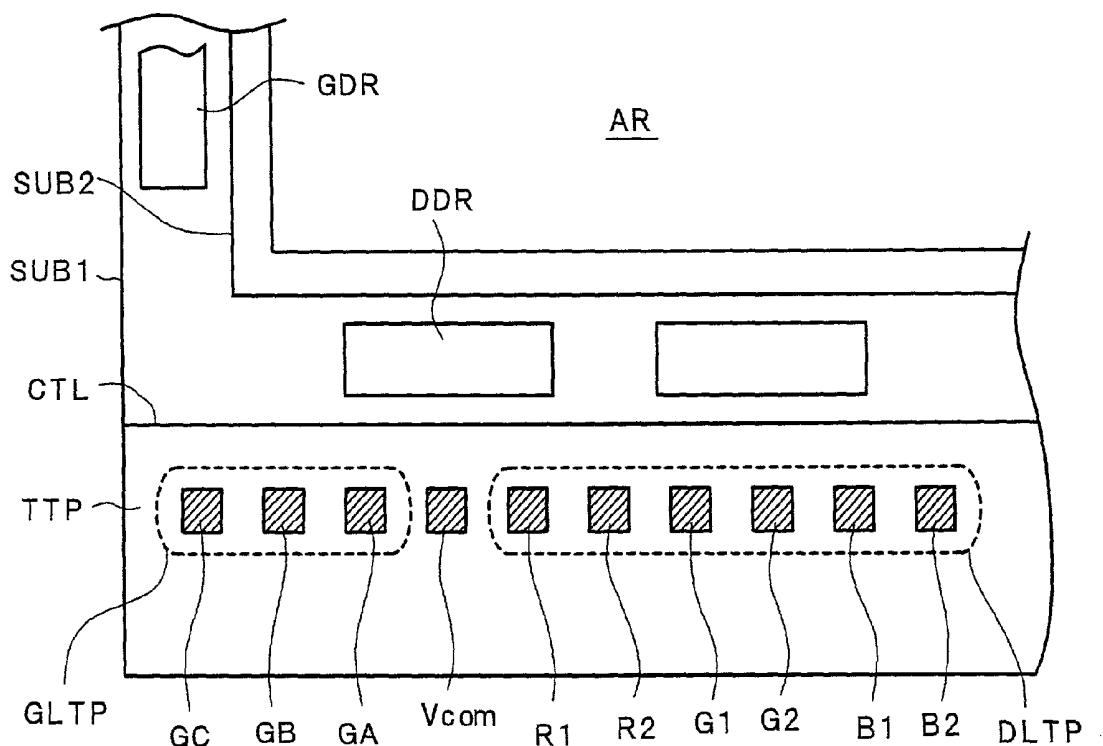 GDR
AR
SUB2
DDR
SUB1
CTL
TTP
GLTP
GC
GB
GA
Vcom
R1
R2
G1
G2
B1
B2
DLTP